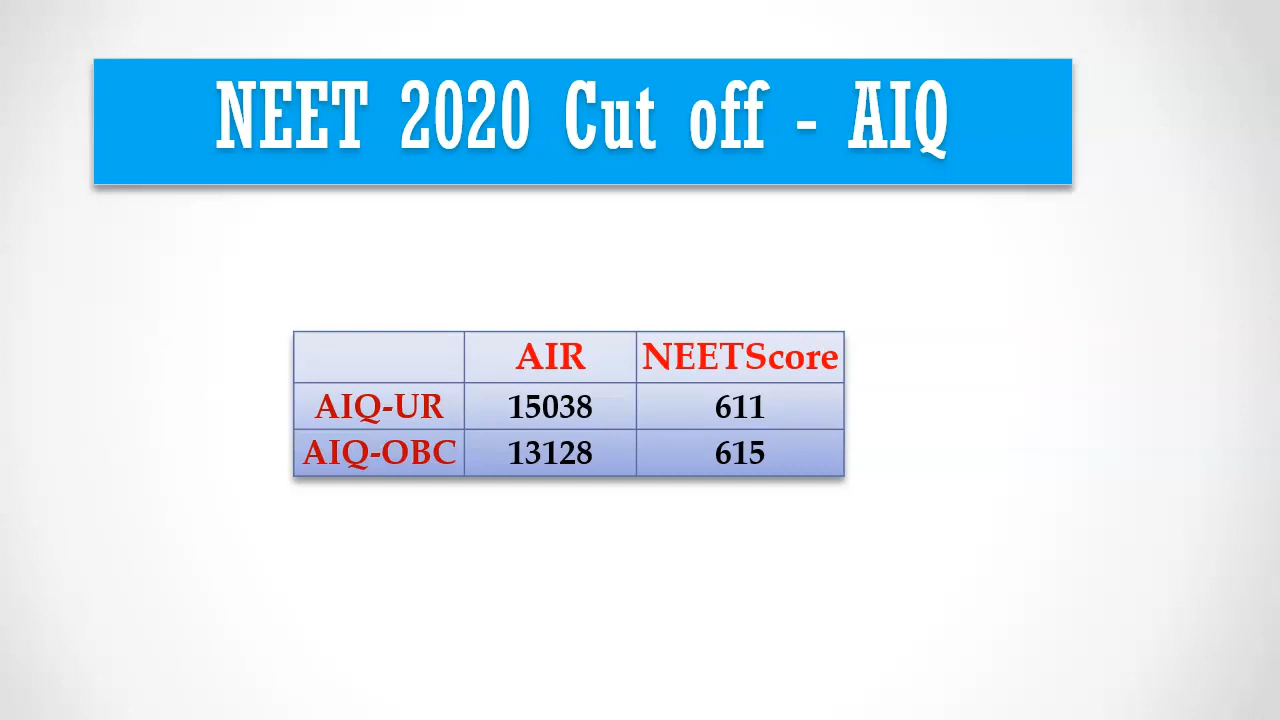 NEET 2020 Cut off - AIQ
AIR NEETScore
AIQ-UR 15038 611
AIQ-OBC 13128 615